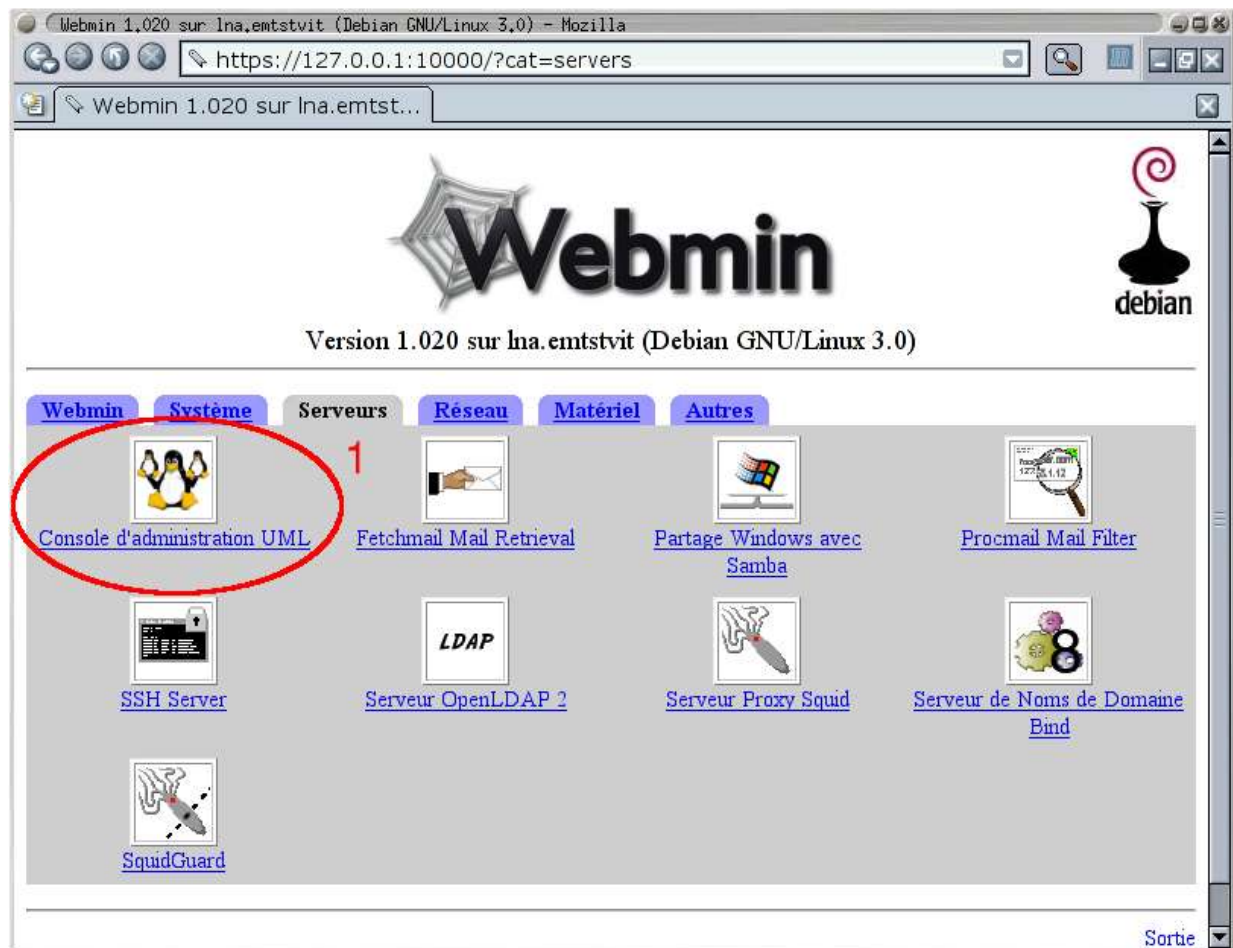 Webmin 1.020 sur lna.emtstvit (Debian GNU/Linux 3.0) - Mozilla
https://127.0.0.1:10000/?cat=servers
Webmin 1.020 sur lna.emtst...
Webmin
debian
Version 1.020 sur lna.emtstvit (Debian GNU/Linux 3.0)
Webmin Système Serveurs Réseau Matériel Autres
1
Console d'administration UML
Fetchmail Mail Retrieval
Partage Windows avec
Samba
Procmail Mail Filter
SSH Server
LDAP
Serveur OpenLDAP 2
Serveur Proxy Squid
8
Serveur de Noms de Domaine
Bind
SquidGuard
Sortie